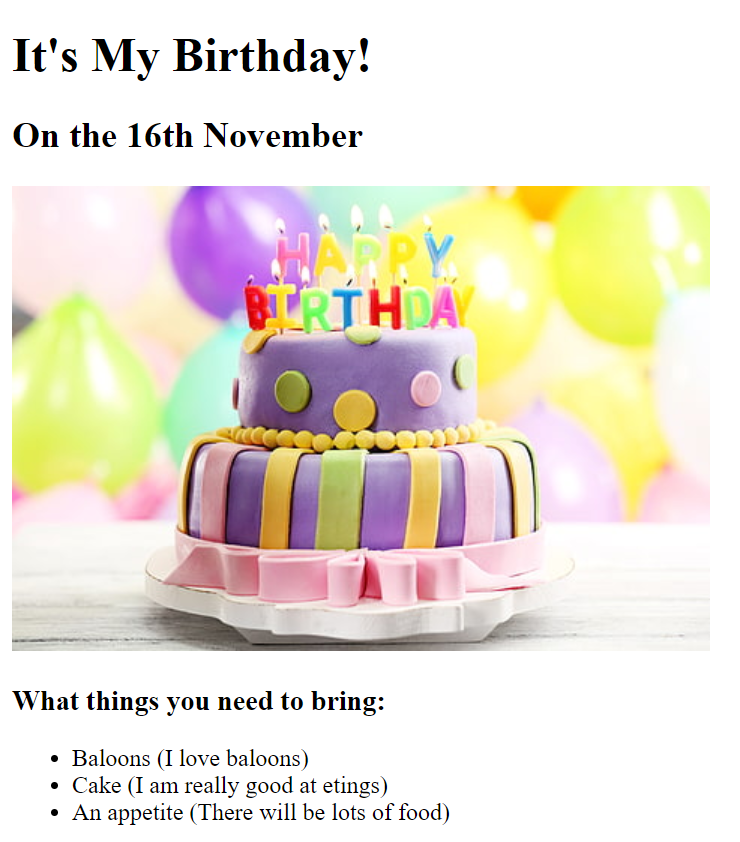 It's My Birthday!
On the 16th November
HAPPY
BIRTHDAY
What things you need to bring:
Baloons (I love baloons)
Cake (I am really good at etings)
An appetite (There will be lots of food)